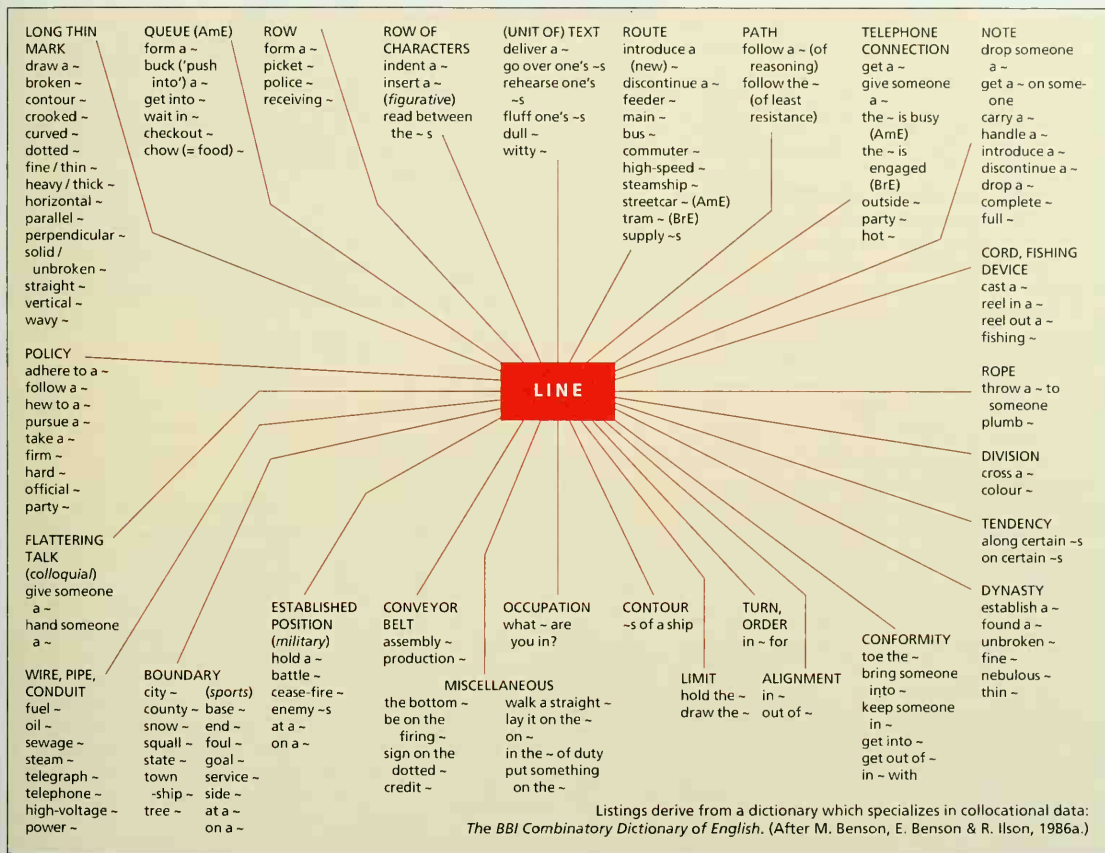 LONG THIN
MARK
draw a ~
broken ~
contour ~
crooked ~
curved ~
dotted ~
fine / thin ~
heavy / thick ~
horizontal ~
parallel ~
perpendicular ~
solid /
unbroken ~
straight ~
vertical ~
wavy ~
QUEUE (AmE)
form a ~
buck ('push
into') a ~
get into ~
wait in ~
checkout ~
chow (= food) ~
ROW
form a ~
picket ~
police ~
receiving ~
ROW OF
CHARACTERS
indent a ~
insert a ~
(figurative)
read between
the ~ s
(UNIT OF) TEXT
deliver a ~
go over one's ~s
rehearse one's
~s
fluff one's ~s
dull ~
witty ~
ROUTE
introduce a
(new) ~
discontinue a ~
feeder ~
main ~
bus ~
commuter ~
high-speed ~
steamship ~
streetcar ~ (AmE)
tram ~ (BrE)
supply ~s
PATH
follow a ~ (of
reasoning)
follow the ~
(of least
resistance)
TELEPHONE
CONNECTION
get a ~
give someone
a ~
the ~ is busy
(AmE)
the ~ is
engaged
(BrE)
outside ~
party ~
hot ~
NOTE
drop someone
a ~
get a ~ on some-
one
carry a ~
handle a ~
introduce a ~
discontinue a ~
drop a ~
complete ~
full ~
CORD, FISHING
DEVICE
cast a ~
reel in a ~
reel out a ~
fishing ~
LINE
POLICY
adhere to a ~
follow a ~
hew to a ~
pursue a ~
take a ~
firm ~
hard ~
official ~
party ~
ROPE
throw a ~ to
someone
plumb ~
DIVISION
cross a ~
colour ~
TENDENCY
along certain ~s
on certain ~s
DYNASTY
establish a ~
found a ~
unbroken ~
fine ~
nebulous ~
thin ~
FLATTERING
TALK
(colloquial)
give someone
a ~
hand someone
a ~
WIRE, PIPE,
CONDUIT
fuel ~
oil ~
sewage ~
steam ~
telegraph ~
telephone ~
high-voltage ~
power ~
BOUNDARY
city ~
county ~
snow ~
squall ~
state ~
town
-ship ~
tree ~
(sports)
base ~
end ~
foul ~
goal ~
service ~
side ~
at a ~
on a ~
ESTABLISHED
POSITION
(military)
hold a ~
battle ~
cease-fire ~
enemy ~s
at a ~
on a ~
CONVEYOR
BELT
assembly ~
production ~
OCCUPATION
what ~ are
you in?
CONTOUR
~s of a ship
TURN,
ORDER
in ~ for
MISCELLANEOUS
the bottom ~
be on the
firing ~
sign on the
dotted ~
credit ~
walk a straight ~
lay it on the ~
on ~
in the ~ of duty
put something
on the ~
LIMIT
hold the ~
draw the ~
ALIGNMENT
in ~
out of ~
CONFORMITY
toe the ~
bring someone
into ~
keep someone
in ~
get into ~
get out of ~
in ~ with
Listings derive from a dictionary which specializes in collocational data:
The BBI Combinatory Dictionary of English. (After M. Benson, E. Benson & R. Ilson, 1986a.)